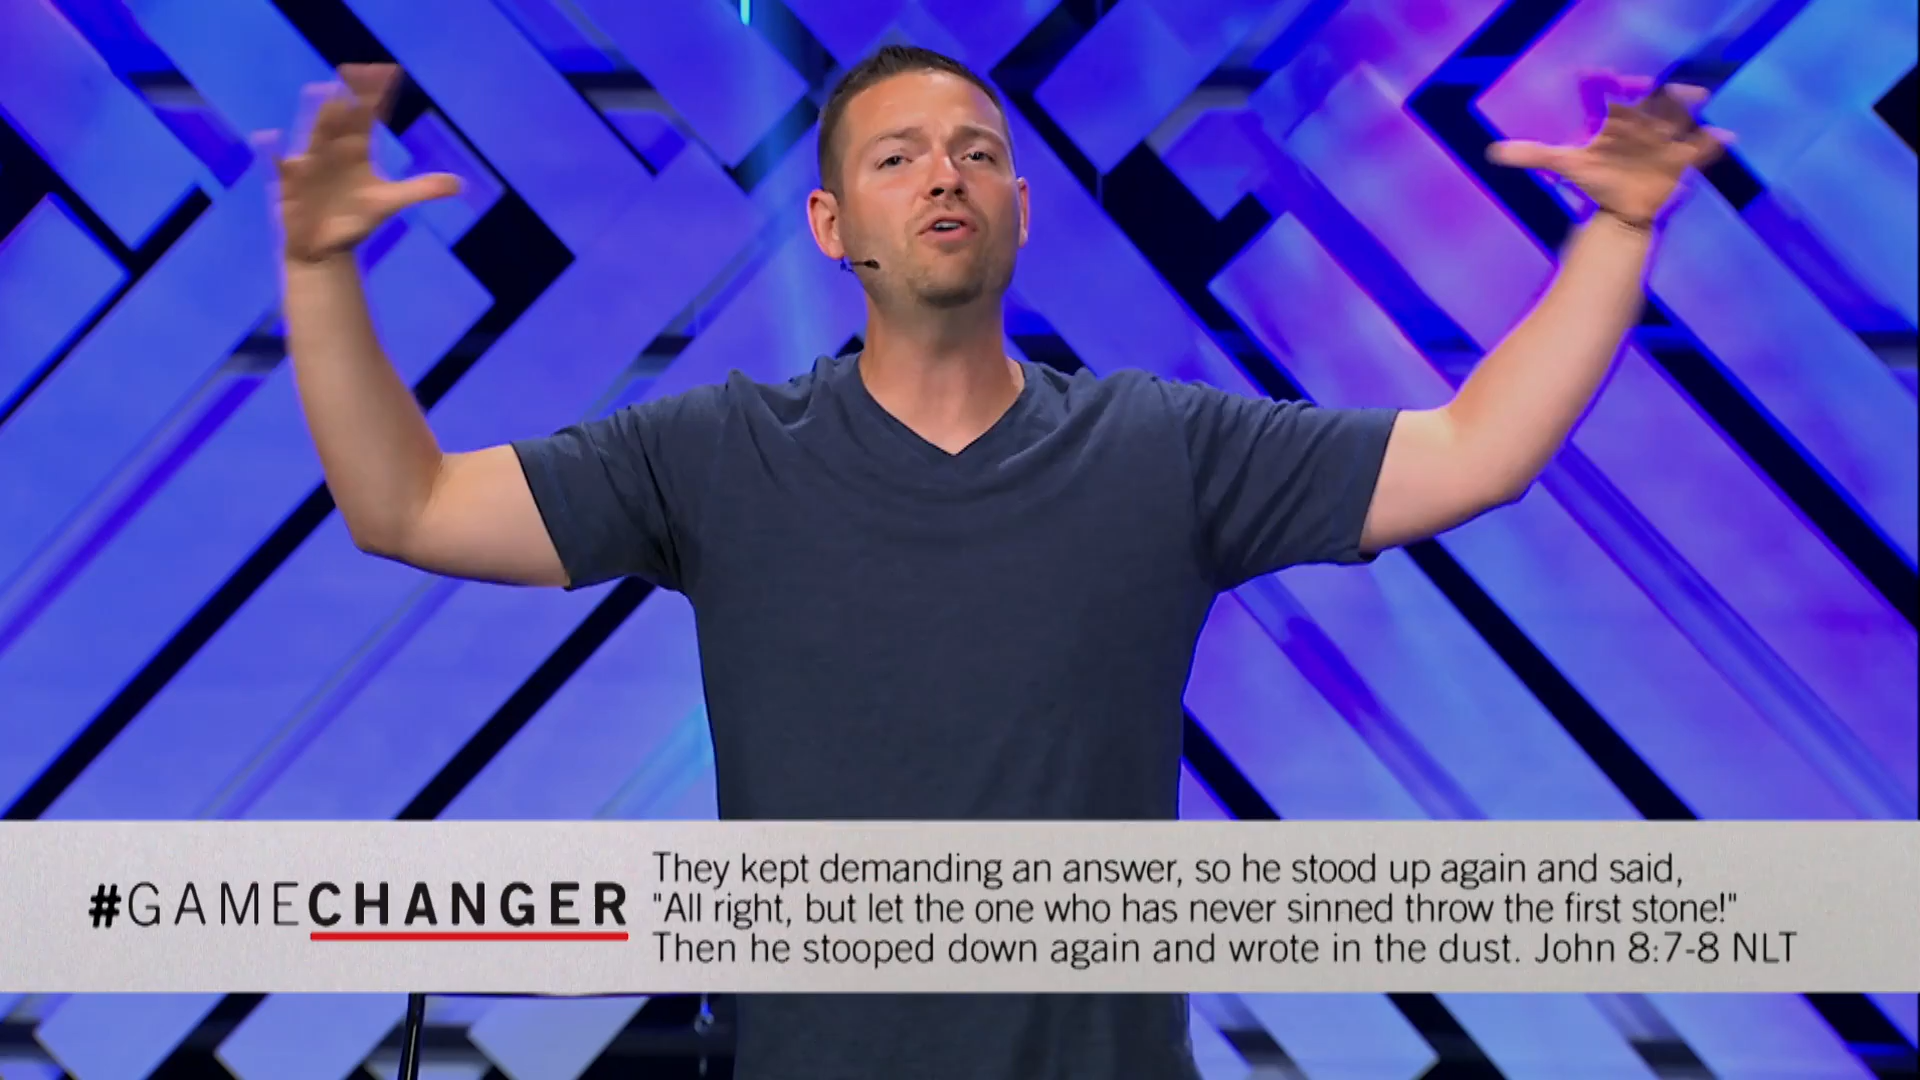 #GAMECHANGER
They kept demanding an answer, so he stood up again and said,
"All right, but let the one who has never sinned throw the first stone!"
Then he stooped down again and wrote in the dust. John 8:7-8 NLT